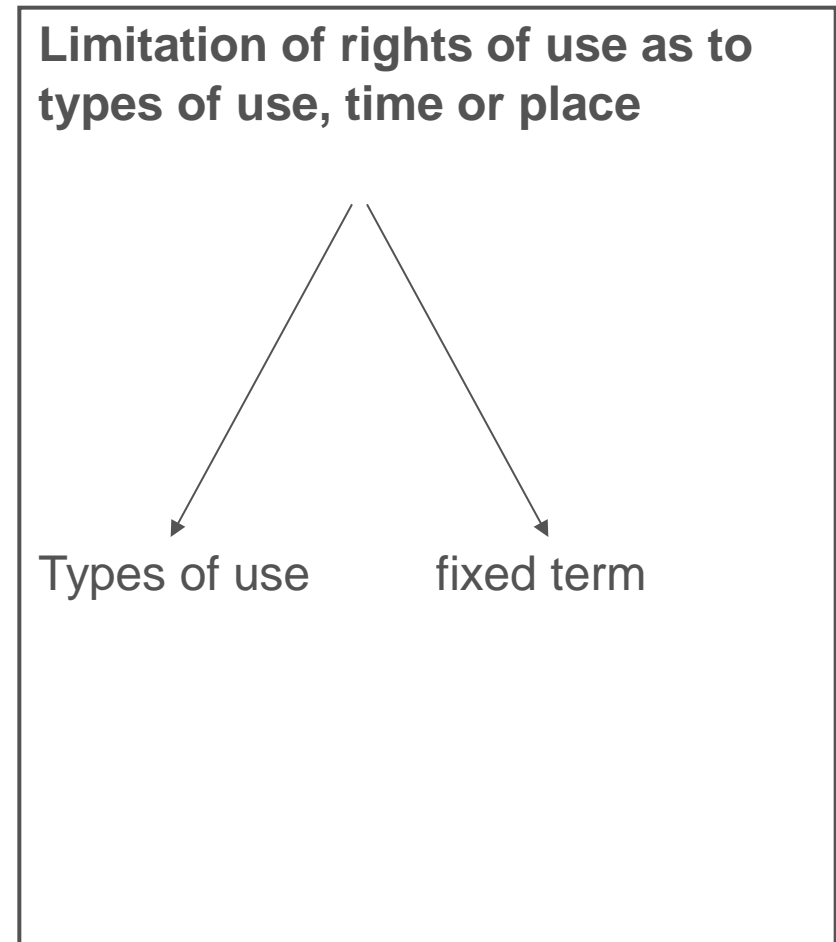 Limitation of rights of use as to
types of use, time or place
Types of use fixed term